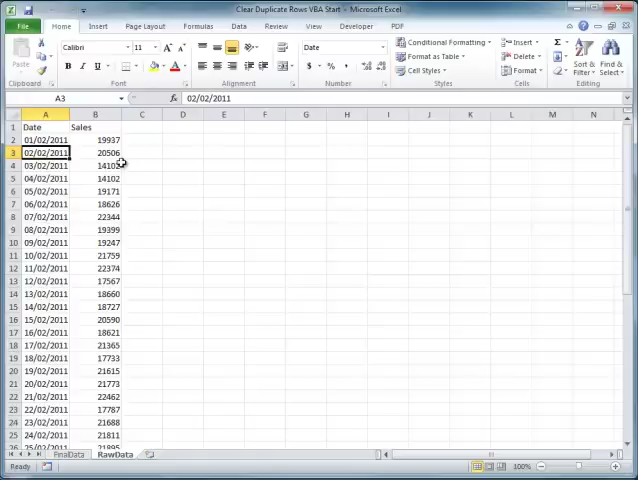 Clear Duplicate Rows VBA Start - Microsoft Excel
File Home Insert Page Layout Formulas Data Review View Developer PDF
Calibri 11 Date Conditional Formatting Insert
Paste Format as Table Delete Sort & Find &
B I U $ % , Cell Styles Format Filter Select
Clipboard Font Alignment Number Styles Cells Editing
A3 fx 02/02/2011
A B C D E F G H I J K L M N
1 Date Sales
2 01/02/2011 19937
3 02/02/2011 20506
4 03/02/2011 14102
5 04/02/2011 14102
6 05/02/2011 19171
7 06/02/2011 18626
8 07/02/2011 22344
9 08/02/2011 19399
10 09/02/2011 19247
11 10/02/2011 21759
12 11/02/2011 22374
13 12/02/2011 17567
14 13/02/2011 18660
15 14/02/2011 18727
16 15/02/2011 20590
17 16/02/2011 18621
18 17/02/2011 21365
19 18/02/2011 17733
20 19/02/2011 21615
21 20/02/2011 21773
22 21/02/2011 22462
23 22/02/2011 17787
24 23/02/2011 21688
25 24/02/2011 21811
26 25/02/2011 21895
FinalData RawData
Ready 100%